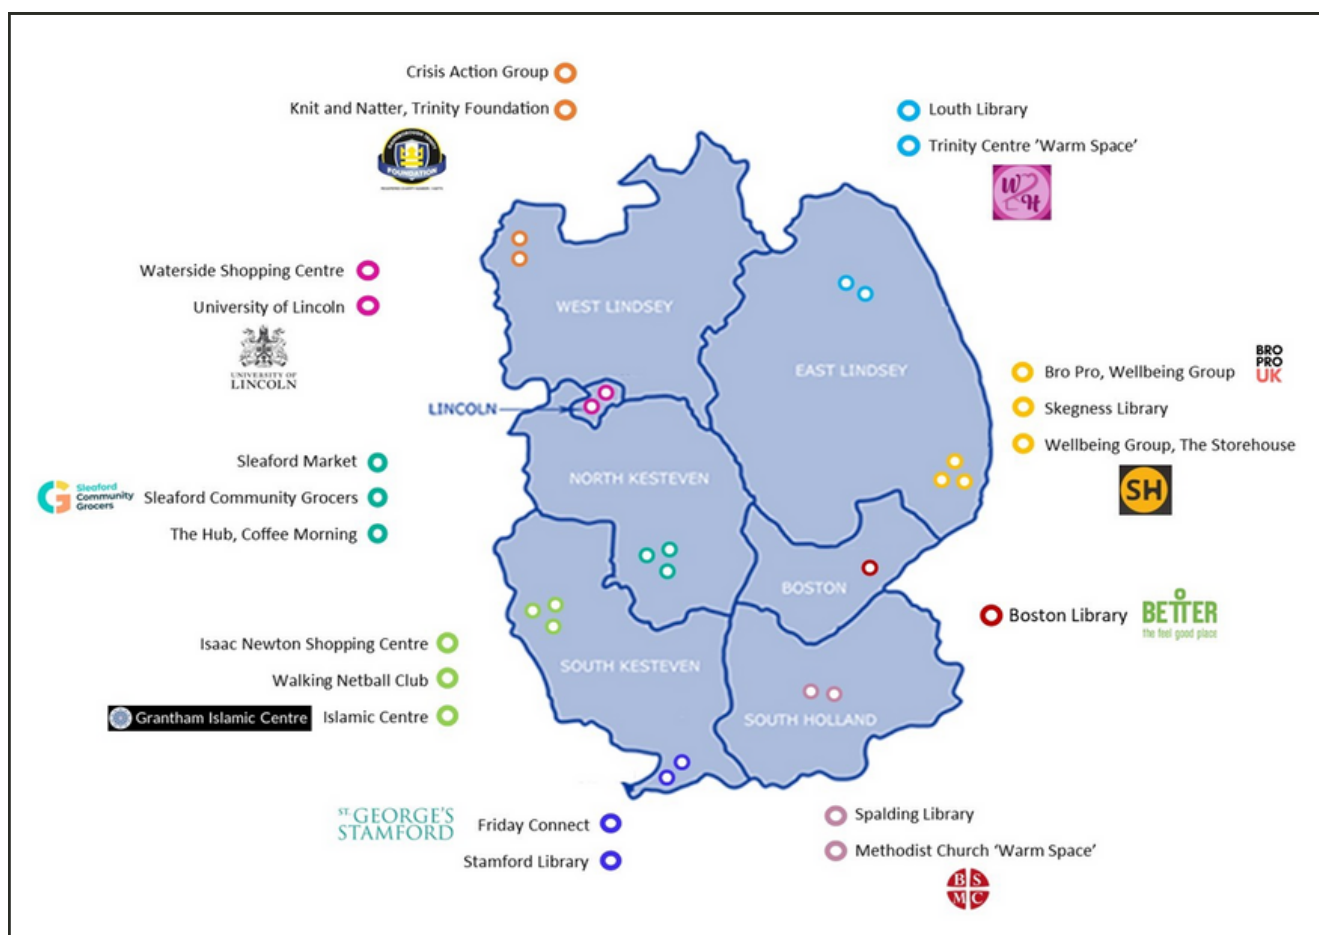 Crisis Action Group
Knit and Natter, Trinity Foundation
FOUNDATION
Louth Library
Trinity Centre ’Warm Space’
W
H
Waterside Shopping Centre
University of Lincoln
UNIVERSITY OF
LINCOLN
WEST LINDSEY
EAST LINDSEY
LINCOLN
NORTH KESTEVEN
BOSTON
SOUTH KESTEVEN
SOUTH HOLLAND
Bro Pro, Wellbeing Group
BRO
PRO
UK
Skegness Library
Wellbeing Group, The Storehouse
SH
Sleaford Market
Sleaford
Community
Grocers
Sleaford Community Grocers
The Hub, Coffee Morning
Boston Library
BETTER
the feel good place
Isaac Newton Shopping Centre
Walking Netball Club
Grantham Islamic Centre
Islamic Centre
ST. GEORGE'S
STAMFORD
Friday Connect
Stamford Library
Spalding Library
Methodist Church ‘Warm Space’
B S
M C